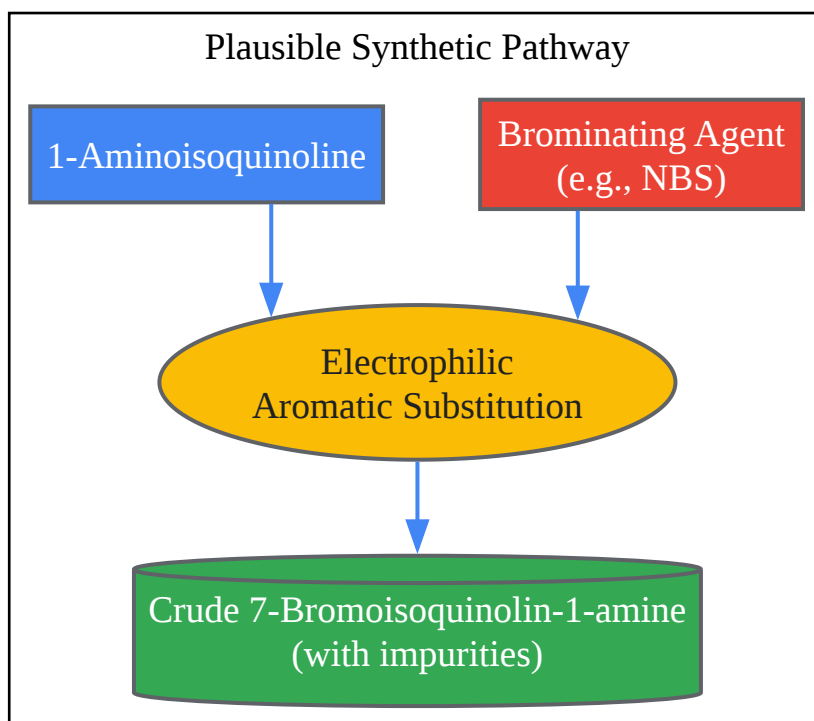 Plausible Synthetic Pathway
1-Aminoisoquinoline
Brominating Agent
(e.g., NBS)
Electrophilic
Aromatic Substitution
Crude 7-Bromoisoquinolin-1-amine
(with impurities)